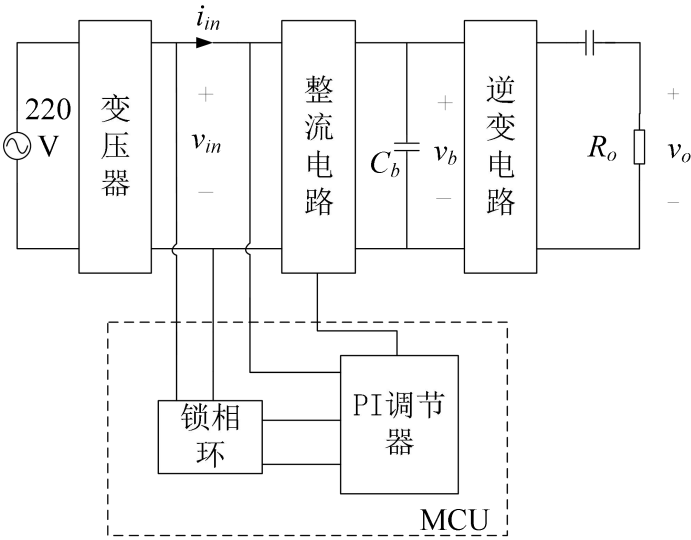 220
V
变压器
i_in
+
v_in
−
整流电路
C_b
+
v_b
−
逆变电路
R_o
+
v_o
−
锁相
环
PI调节
器
MCU